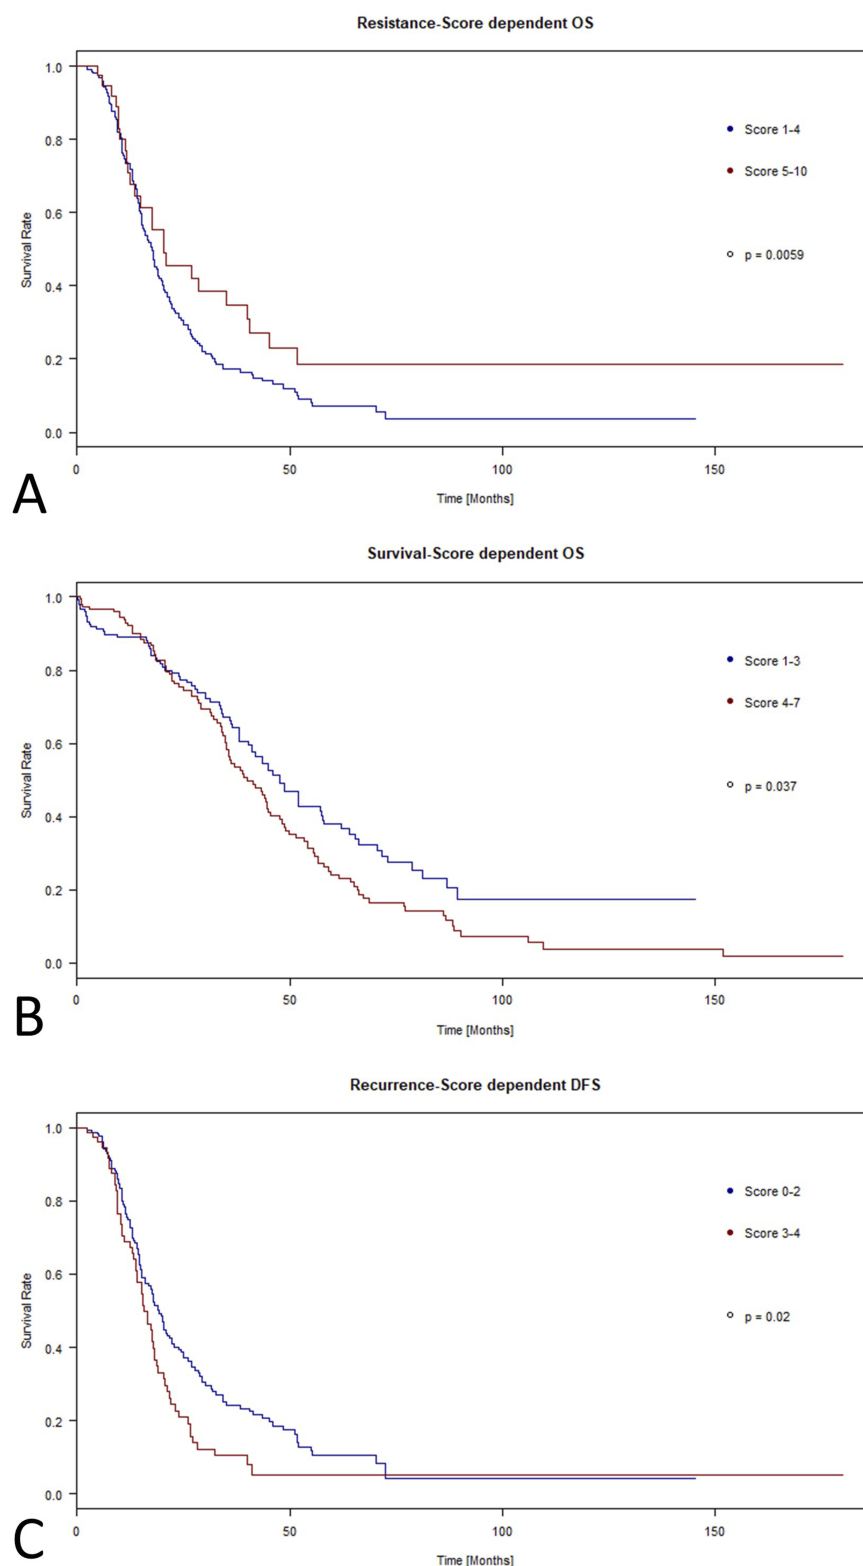 Resistance-Score dependent OS
1.0
0.8
0.6
0.4
0.2
0.0
Survival Rate
Score 1-4
Score 5-10
p = 0.0059
0 50 100 150
Time [Months]
A
Survival-Score dependent OS
1.0
0.8
0.6
0.4
0.2
0.0
Survival Rate
Score 1-3
Score 4-7
p = 0.037
0 50 100 150
Time [Months]
B
Recurrence-Score dependent DFS
1.0
0.8
0.6
0.4
0.2
0.0
Survival Rate
Score 0-2
Score 3-4
p = 0.02
0 50 100 150
Time [Months]
C